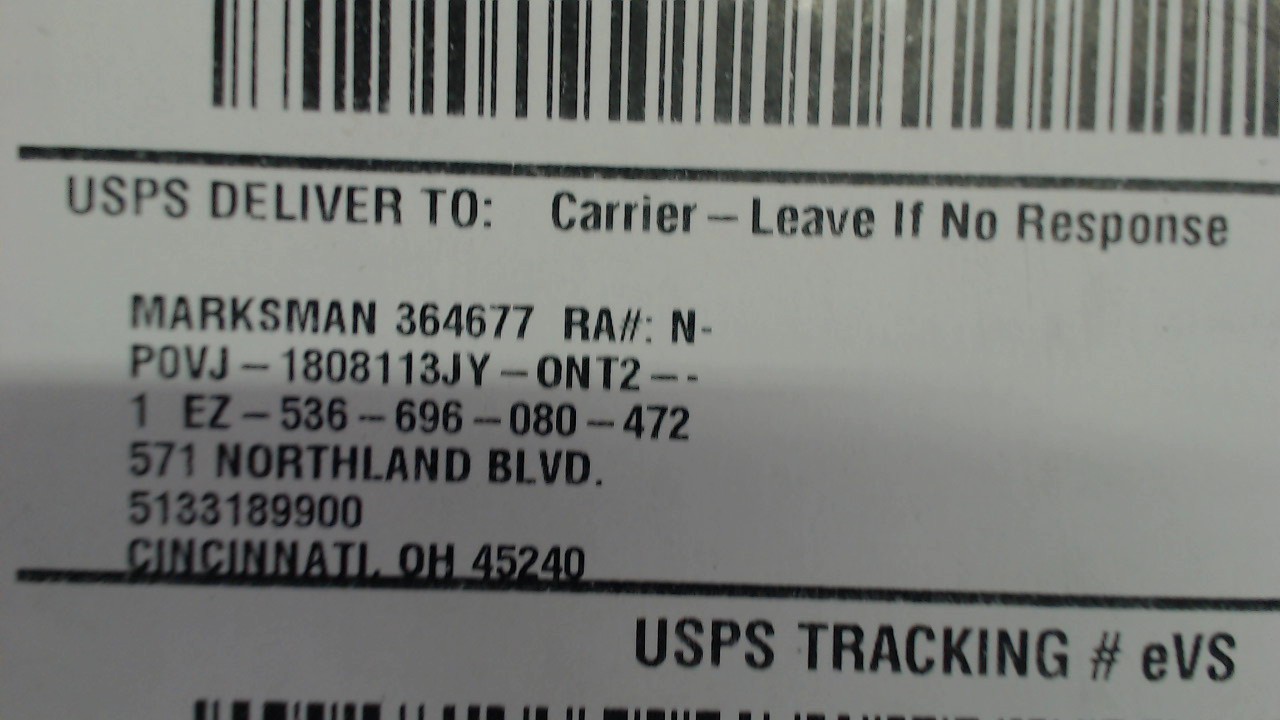 USPS DELIVER TO: Carrier – Leave If No Response
MARKSMAN 364677 RA#: N-
P0VJ – 1808113JY – ONT2 – -
1 EZ – 536 – 696 – 080 – 472
571 NORTHLAND BLVD.
5133189900
CINCINNATI, OH 45240
USPS TRACKING # eVS